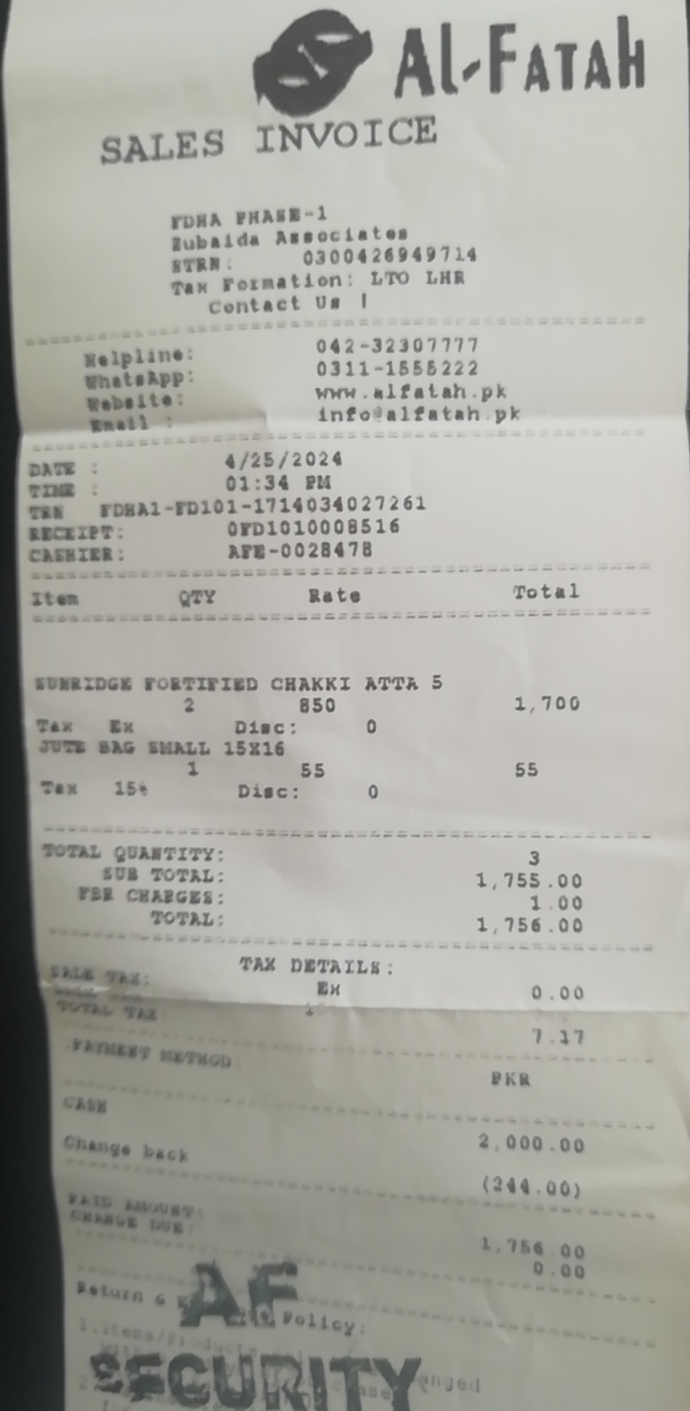 Al-Fatah
SALES INVOICE
FDHA PHASE-1
Zubaida Associates
STRN: 0300426949714
Tax Formation: LTO LHR
Contact Us |
Helpline: 042-32307777
WhatsApp: 0311-1555222
Website: www.alfatah.pk
Email : info@alfatah.pk
DATE : 4/25/2024
TIME : 01:34 PM
TRN FDHA1-FD101-1714034027261
RECEIPT: 0FD1010008516
CASHIER: AFE-0028478
Item QTY Rate Total
SUNRIDGE FORTIFIED CHAKKI ATTA 5
2 850 1,700
Tax Ex Disc: 0
JUTE BAG SMALL 15X16
1 55 55
Tax 15% Disc: 0
TOTAL QUANTITY: 3
SUB TOTAL: 1,755.00
FBR CHARGES: 1.00
TOTAL: 1,756.00
TAX DETAILS:
SALE TAX: Ex 0.00
TOTAL TAX: 7.17
PAYMENT METHOD PKR
CASH 2,000.00
Change back (244.00)
PAID AMOUNT: 1,756.00
CHANGE DUE: 0.00
Return & Policy:
1.Items/Products
AF
SECURITY